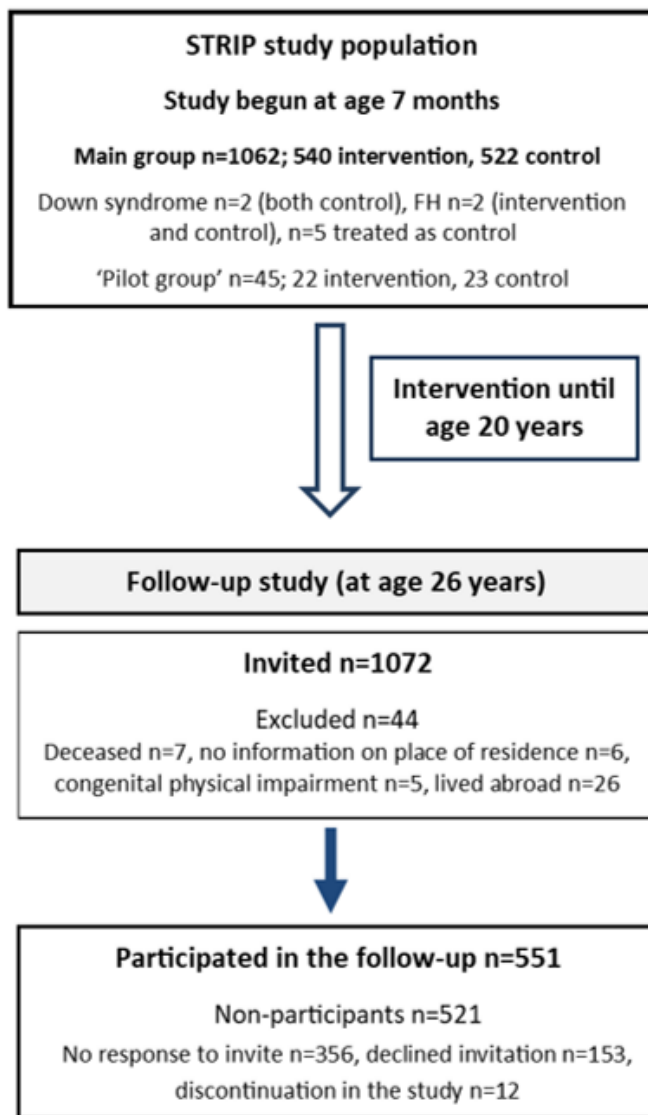 STRIP study population
Study begun at age 7 months
Main group n=1062; 540 intervention, 522 control
Down syndrome n=2 (both control), FH n=2 (intervention
and control), n=5 treated as control
‘Pilot group’ n=45; 22 intervention, 23 control
Intervention until
age 20 years
Follow-up study (at age 26 years)
Invited n=1072
Excluded n=44
Deceased n=7, no information on place of residence n=6,
congenital physical impairment n=5, lived abroad n=26
Participated in the follow-up n=551
Non-participants n=521
No response to invite n=356, declined invitation n=153,
discontinuation in the study n=12